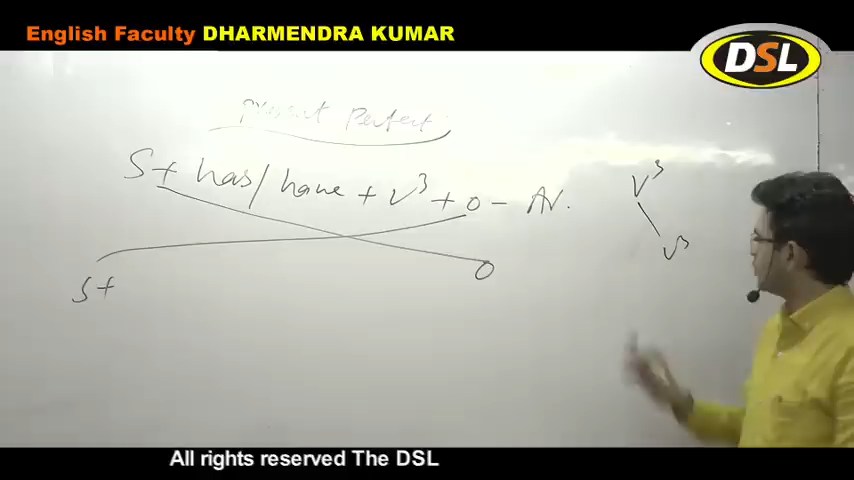 English Faculty DHARMENDRA KUMAR
DSL
Present Perfect
S+ has/have + V³ + O - AV.
V³
V³
S+
O
All rights reserved The DSL